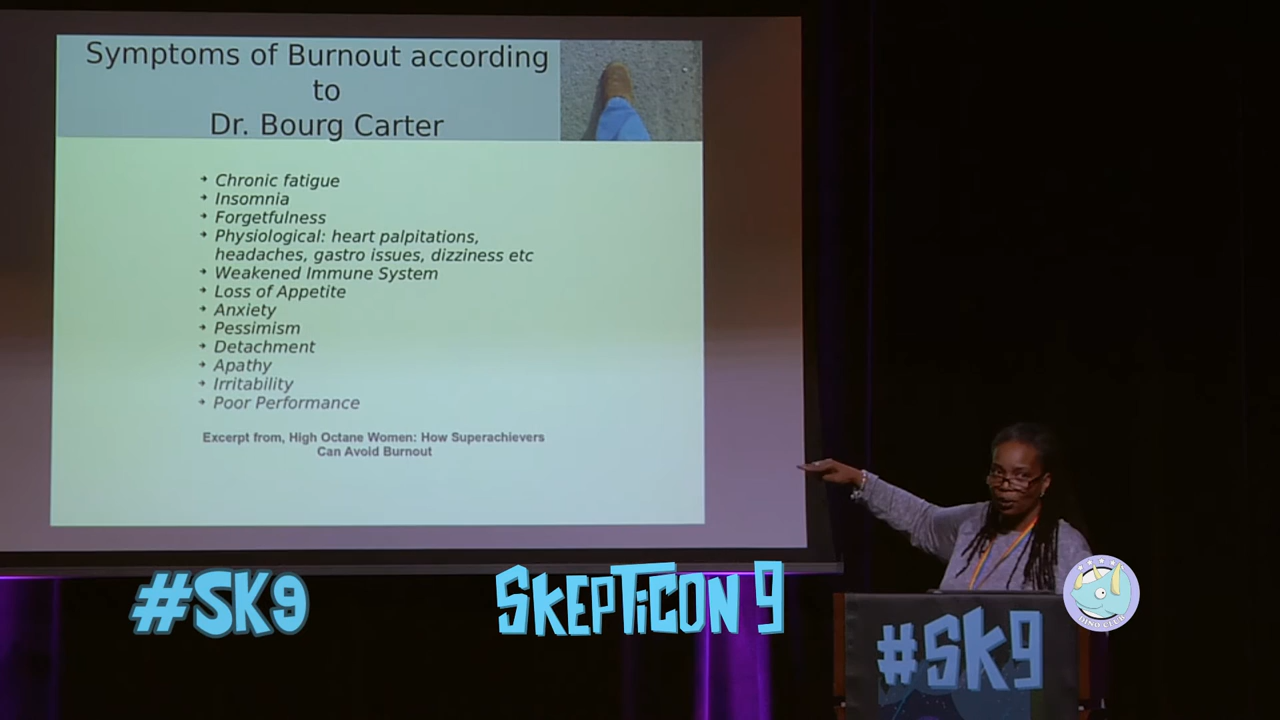 Symptoms of Burnout according
to
Dr. Bourg Carter
Chronic fatigue
Insomnia
Forgetfulness
Physiological: heart palpitations,
headaches, gastro issues, dizziness etc
Weakened Immune System
Loss of Appetite
Anxiety
Pessimism
Detachment
Apathy
Irritability
Poor Performance
Excerpt from, High Octane Women: How Superachievers
Can Avoid Burnout
#SK9
SKEPTICON 9
DINO CLUB
#SK9